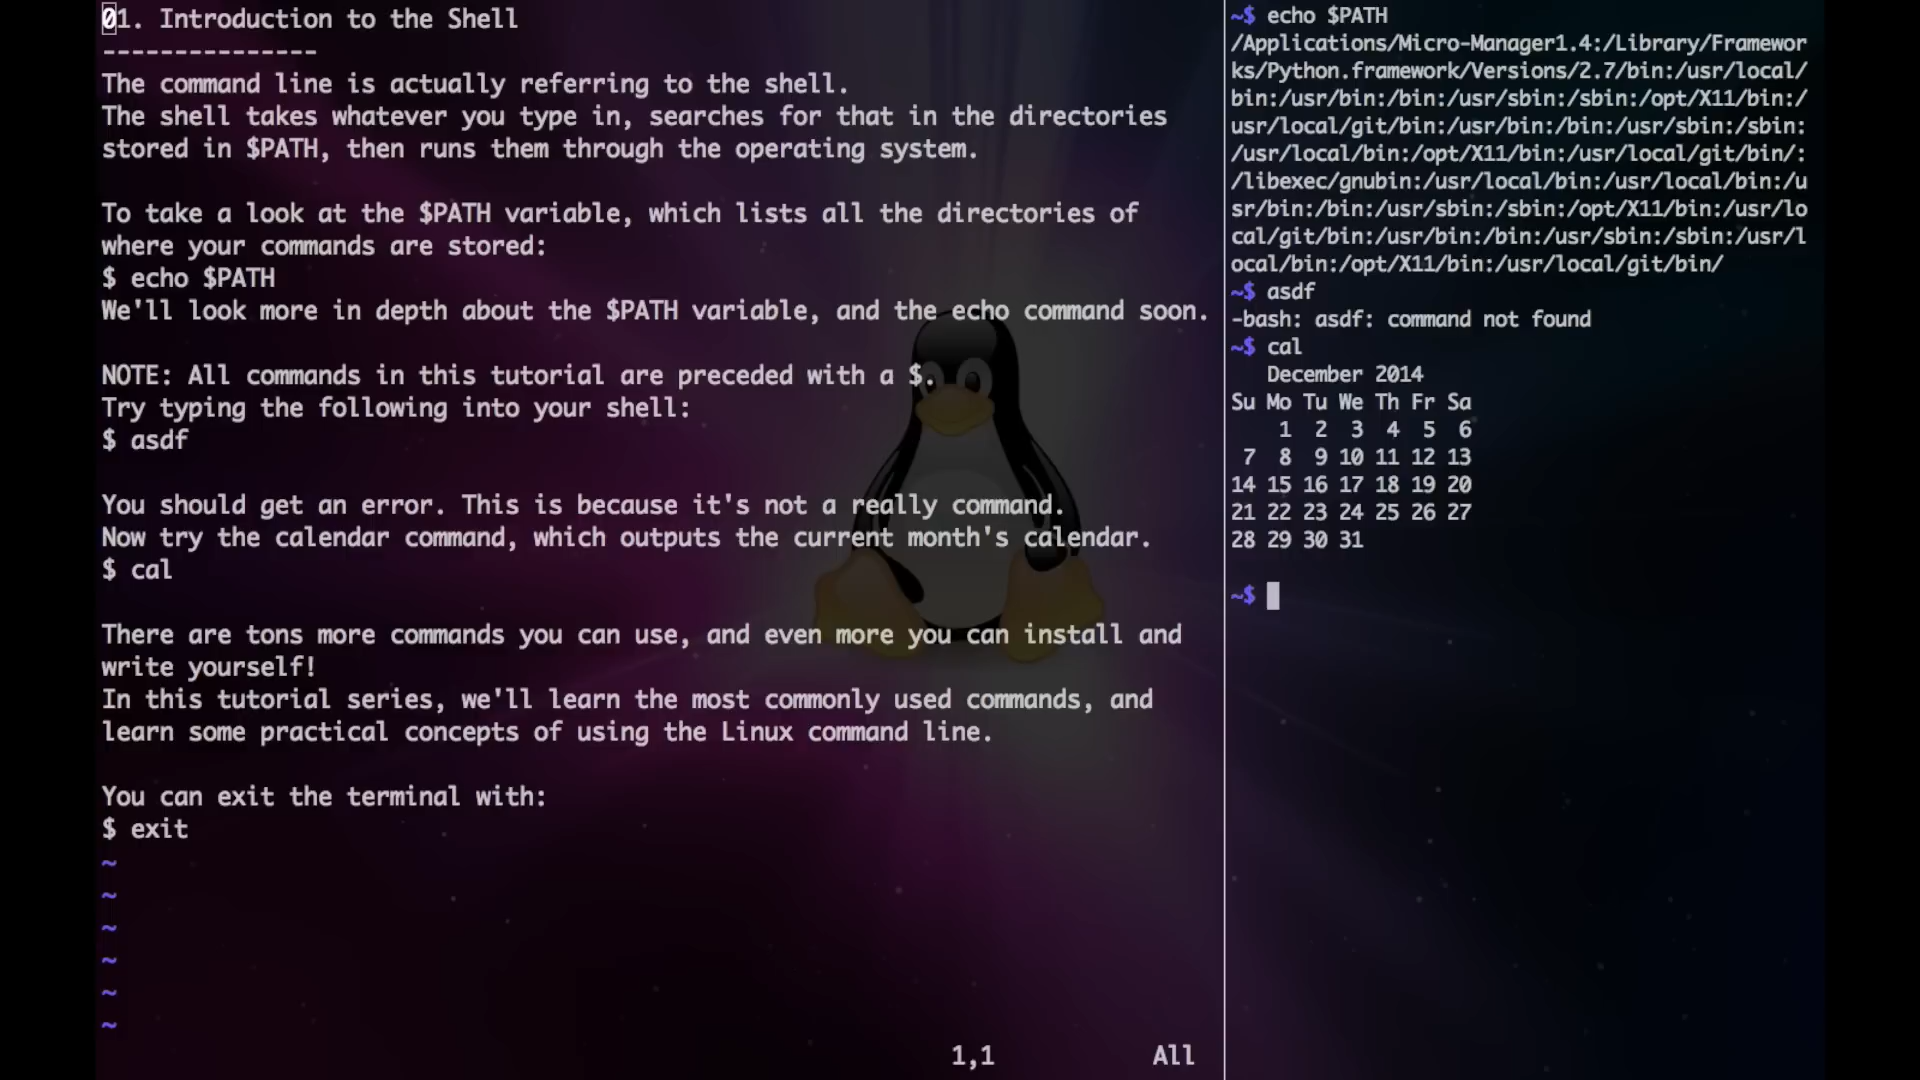 01. Introduction to the Shell
---------------
The command line is actually referring to the shell.
The shell takes whatever you type in, searches for that in the directories
stored in $PATH, then runs them through the operating system.
To take a look at the $PATH variable, which lists all the directories of
where your commands are stored:
$ echo $PATH
We'll look more in depth about the $PATH variable, and the echo command soon.
NOTE: All commands in this tutorial are preceded with a $.
Try typing the following into your shell:
$ asdf
You should get an error. This is because it's not a really command.
Now try the calendar command, which outputs the current month's calendar.
$ cal
There are tons more commands you can use, and even more you can install and
write yourself!
In this tutorial series, we'll learn the most commonly used commands, and
learn some practical concepts of using the Linux command line.
You can exit the terminal with:
$ exit
~
~
~
~
~
~
1,1 All
~$ echo $PATH
/Applications/Micro-Manager1.4:/Library/Framewor
ks/Python.framework/Versions/2.7/bin:/usr/local/
bin:/usr/bin:/bin:/usr/sbin:/sbin:/opt/X11/bin:/
usr/local/git/bin:/usr/bin:/bin:/usr/sbin:/sbin:
/usr/local/bin:/opt/X11/bin:/usr/local/git/bin/:
/libexec/gnubin:/usr/local/bin:/usr/local/bin:/u
sr/bin:/bin:/usr/sbin:/sbin:/opt/X11/bin:/usr/lo
cal/git/bin:/usr/bin:/bin:/usr/sbin:/sbin:/usr/l
ocal/bin:/opt/X11/bin:/usr/local/git/bin/
~$ asdf
-bash: asdf: command not found
~$ cal
December 2014
Su Mo Tu We Th Fr Sa
1 2 3 4 5 6
7 8 9 10 11 12 13
14 15 16 17 18 19 20
21 22 23 24 25 26 27
28 29 30 31
~$